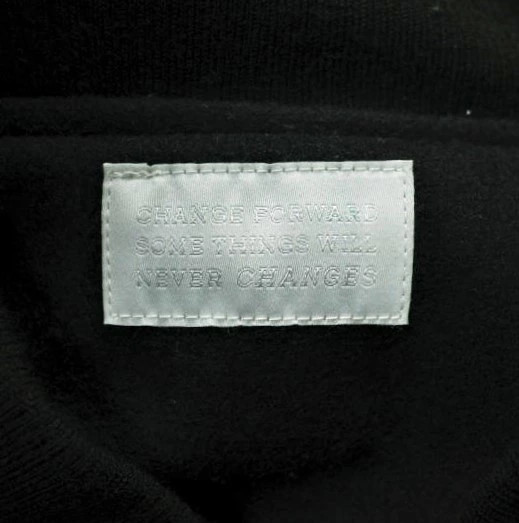 CHANGE FORWARD
SOME THINGS WILL
NEVER CHANGES